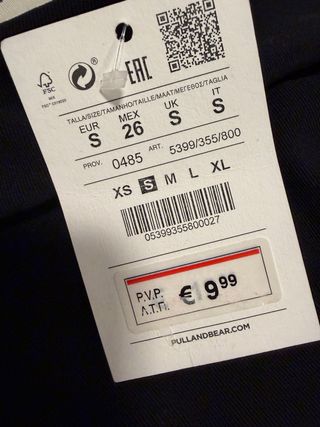 FSC
EAC
TALLA/SIZE/TAMANHO/TAILLE/MAAT/ΜΕΓΕΘΟΣ/TAGLIA
EUR MEX UK IT
S 26 S S
PROV. 0485 ART. 5399/355/800
XS S M L XL
05399355800027
P.V.P.
Λ.Τ.Π. € 9,99
PULLANDBEAR.COM